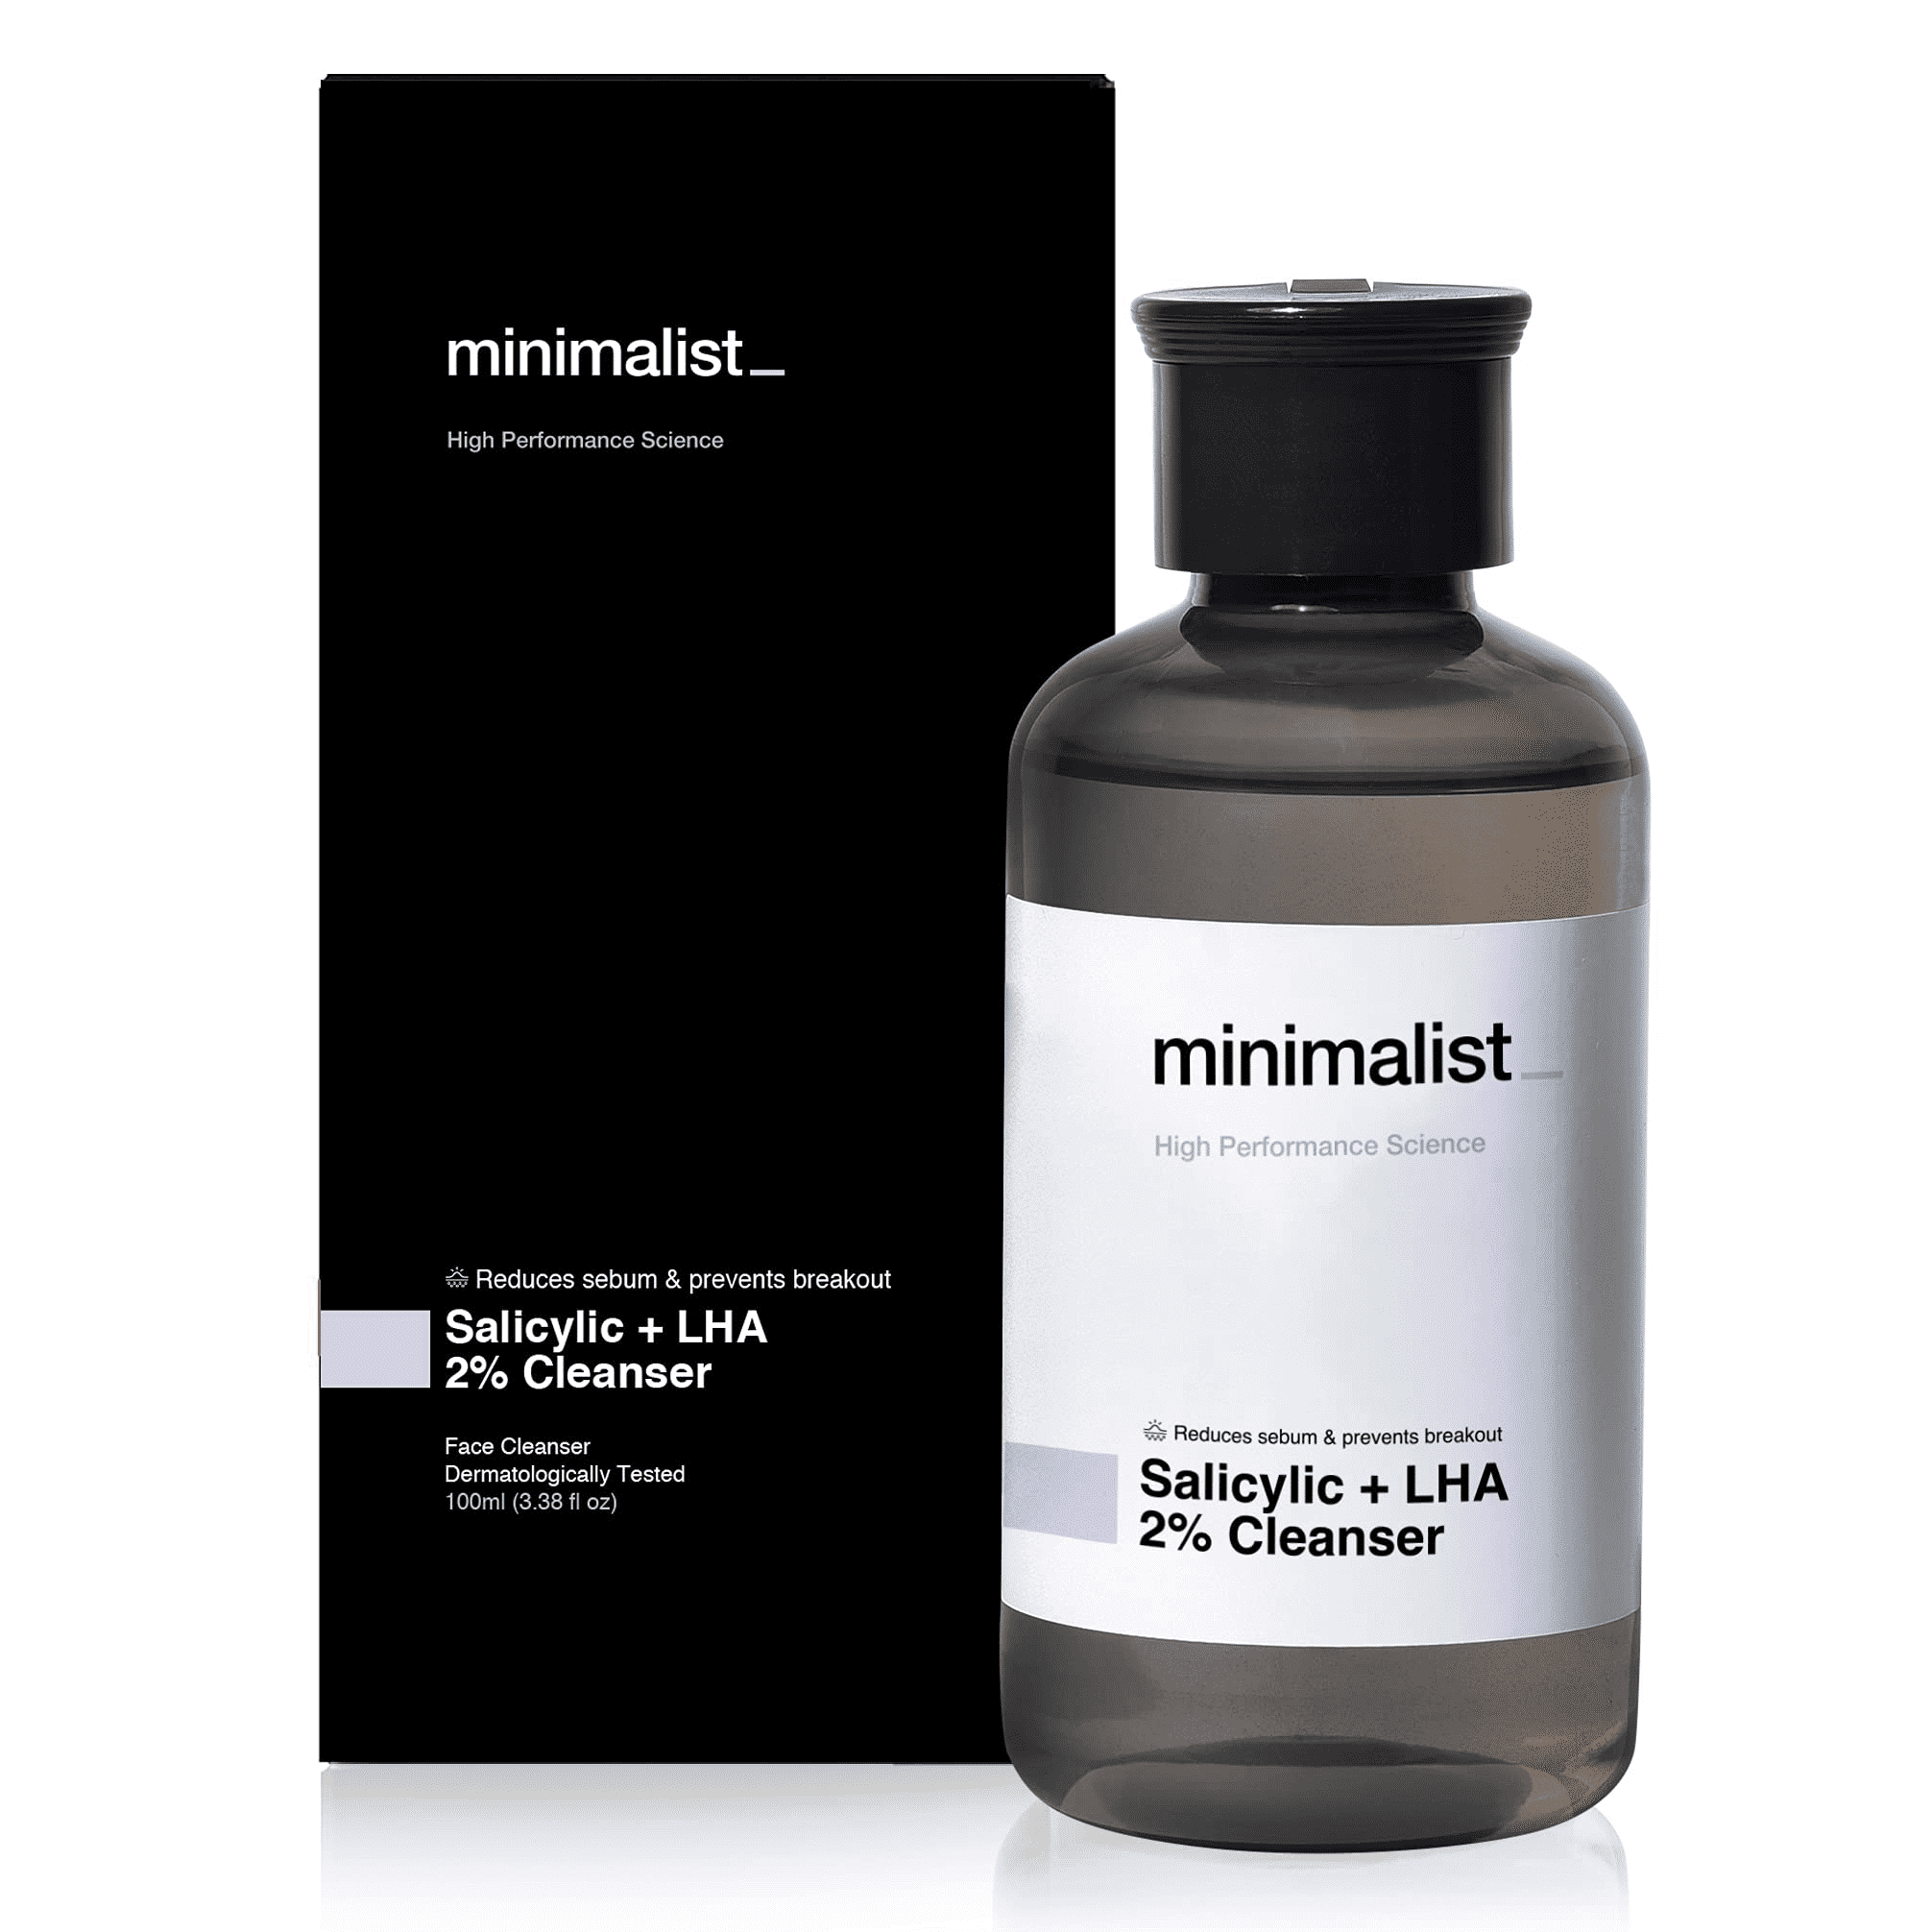 minimalist_
High Performance Science
Reduces sebum & prevents breakout
Salicylic + LHA
2% Cleanser
Face Cleanser
Dermatologically Tested
100ml (3.38 fl oz)
minimalist_
High Performance Science
Reduces sebum & prevents breakout
Salicylic + LHA
2% Cleanser